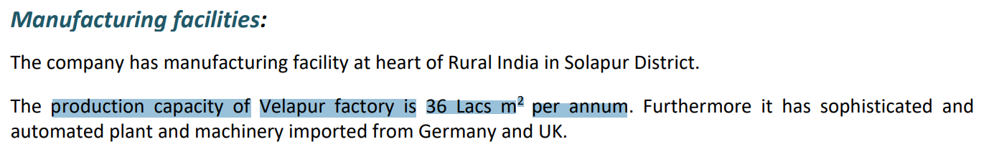 Manufacturing facilities:
The company has manufacturing facility at heart of Rural India in Solapur District.
The production capacity of Velapur factory is 36 Lacs m² per annum. Furthermore it has sophisticated and
automated plant and machinery imported from Germany and UK.